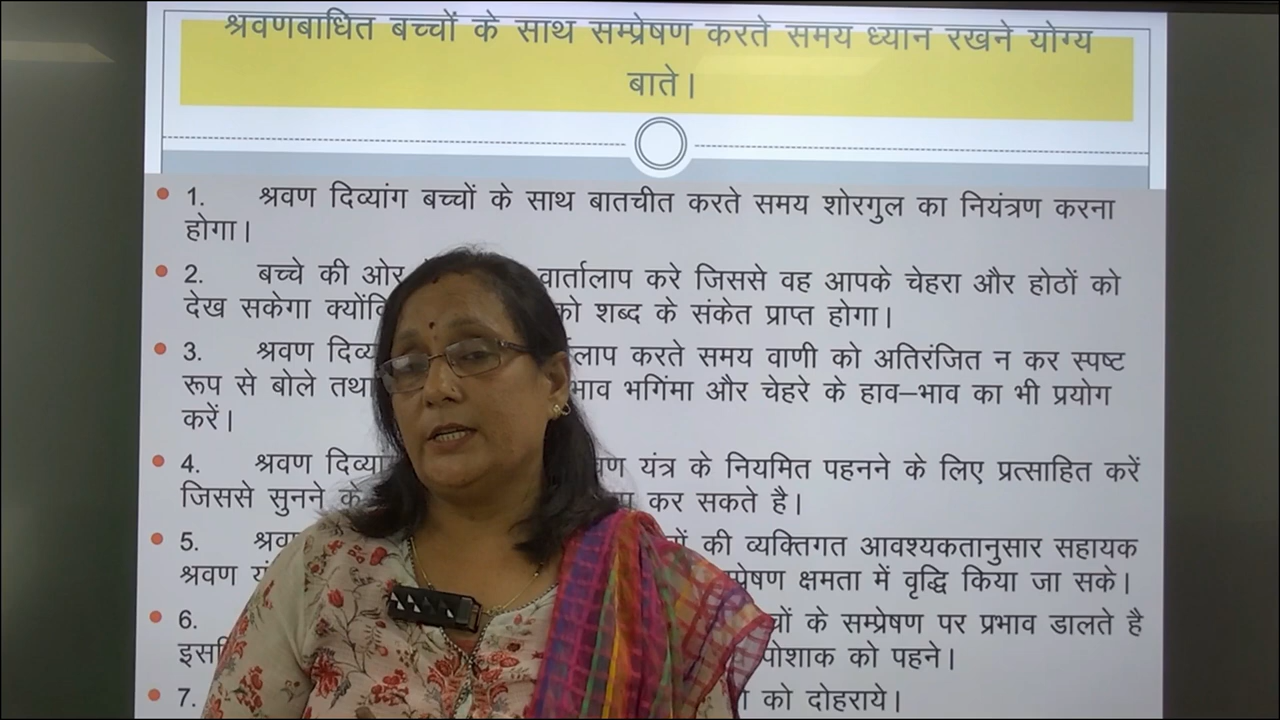 श्रवणबाधित बच्चों के साथ सम्प्रेषण करते समय ध्यान रखने योग्य
बाते।
1. श्रवण दिव्यांग बच्चों के साथ बातचीत करते समय शोरगुल का नियंत्रण करना
होगा।
2. बच्चे की ओर वार्तालाप करे जिससे वह आपके चेहरा और होठों को
देख सकेगा को शब्द के संकेत प्राप्त होगा।
3. श्रवण करते समय वाणी को अतिरंजित न कर स्पष्ट
रूप से बोले तथा भाव भगिंमा और चेहरे के हाव–भाव का भी प्रयोग
करें।
4. श्रवण यंत्र के नियमित पहनने के लिए प्रत्साहित करें
जिससे सुनने कर सकते है।
5. की व्यक्तिगत आवश्यकतानुसार सहायक
श्रवण क्षमता में वृद्धि किया जा सके।
6. के सम्प्रेषण पर प्रभाव डालते है
पोशाक को पहने।
7. को दोहराये।